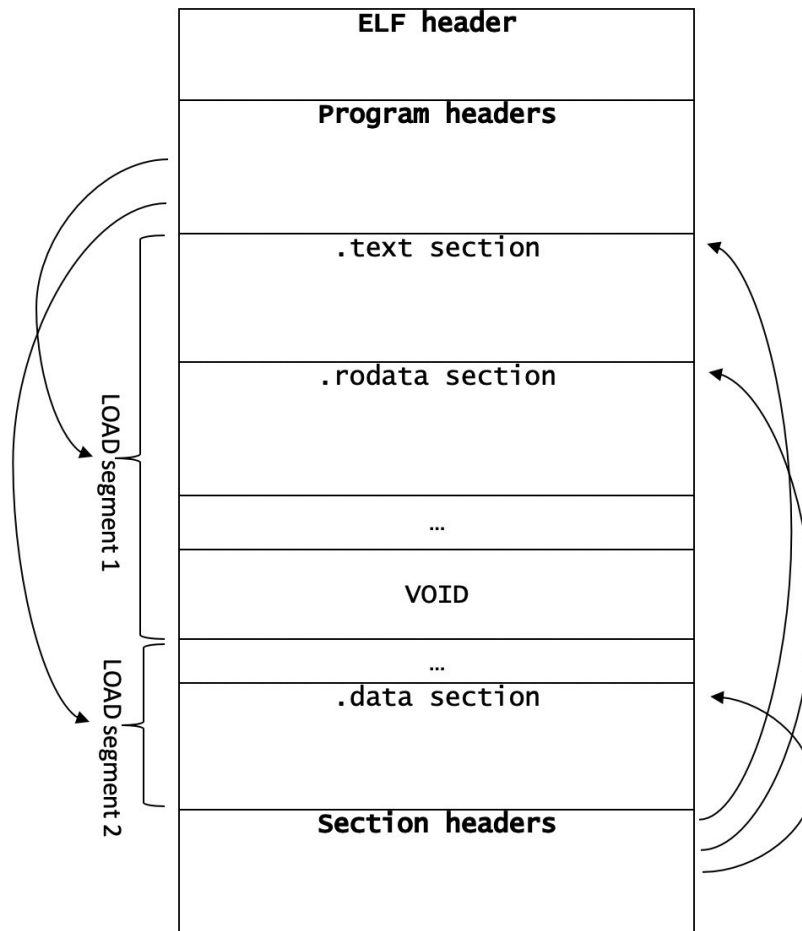 ELF header
Program headers
.text section
.rodata section
LOAD segment 1
…
VOID
…
.data section
LOAD segment 2
Section headers